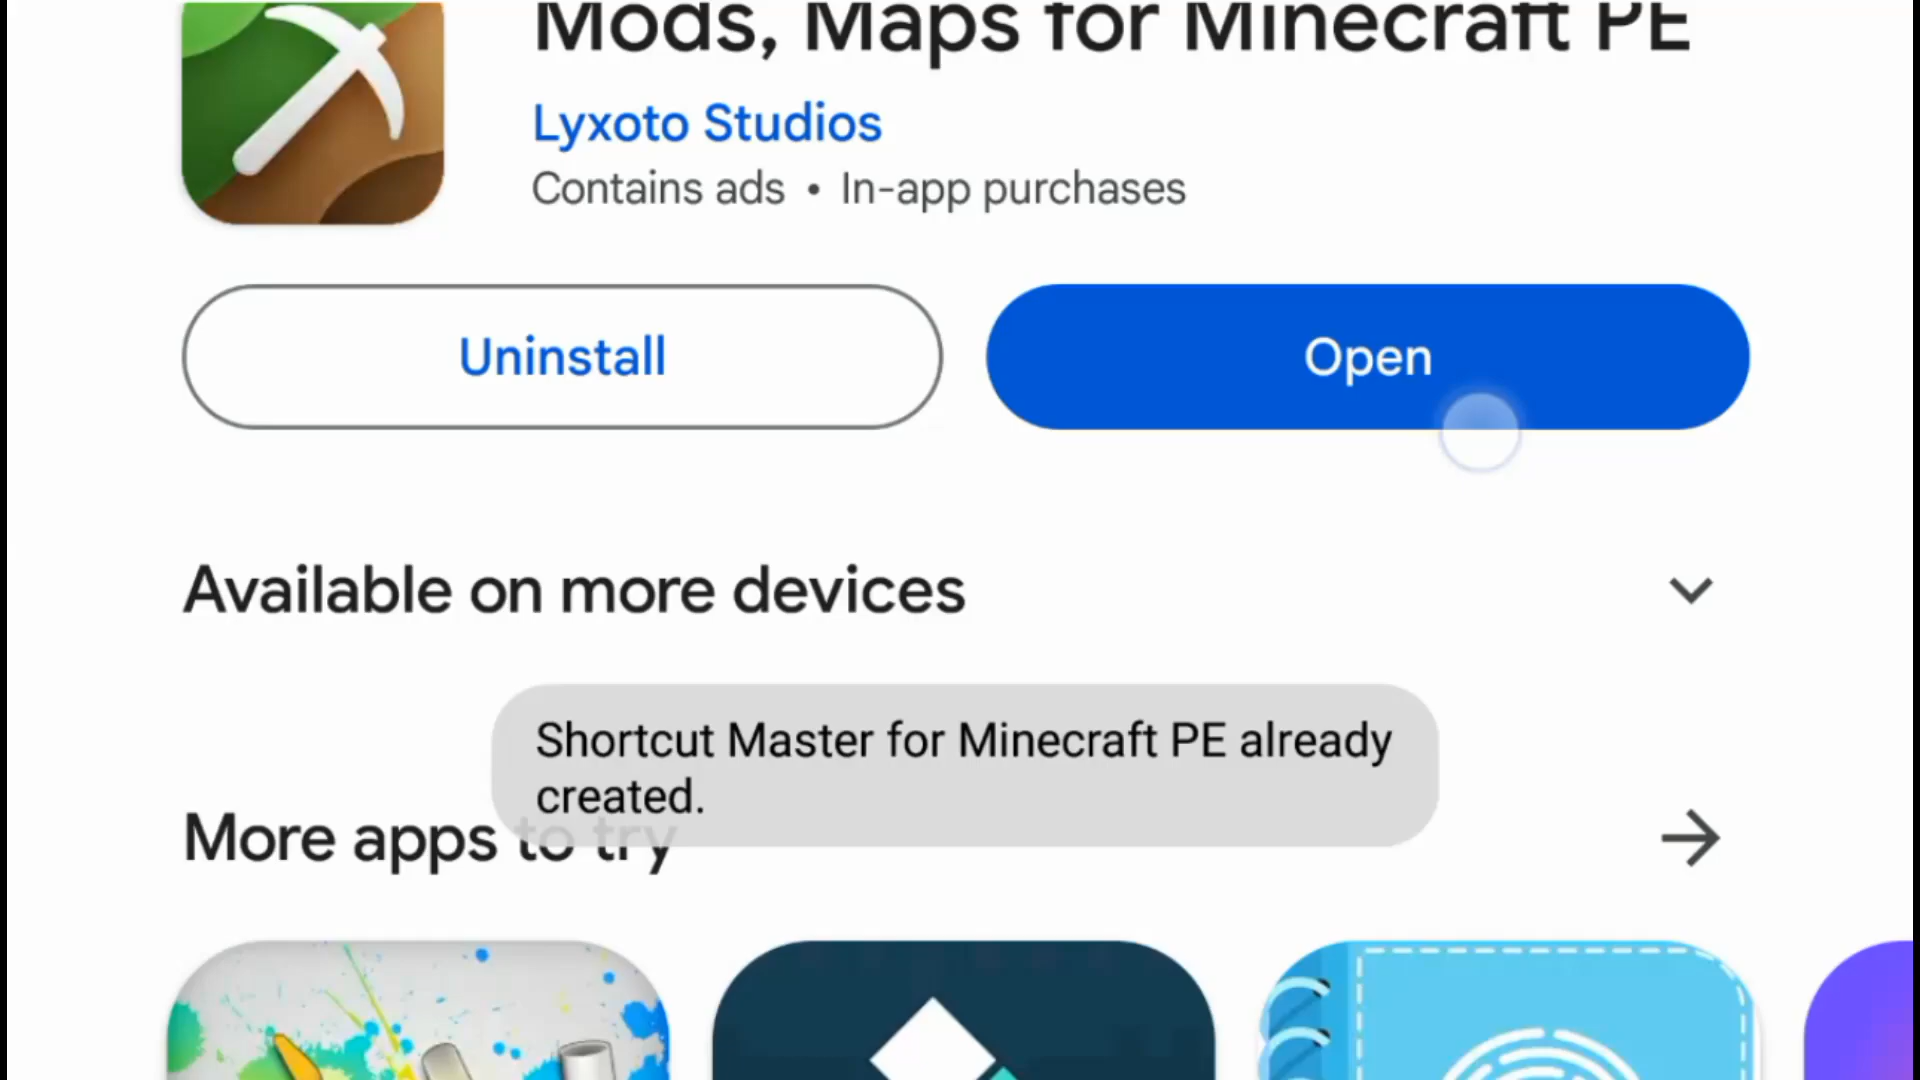 Mods, Maps for Minecraft PE
Lyxoto Studios
Contains ads • In-app purchases
Uninstall
Open
Available on more devices
Shortcut Master for Minecraft PE already
created.
More apps to try